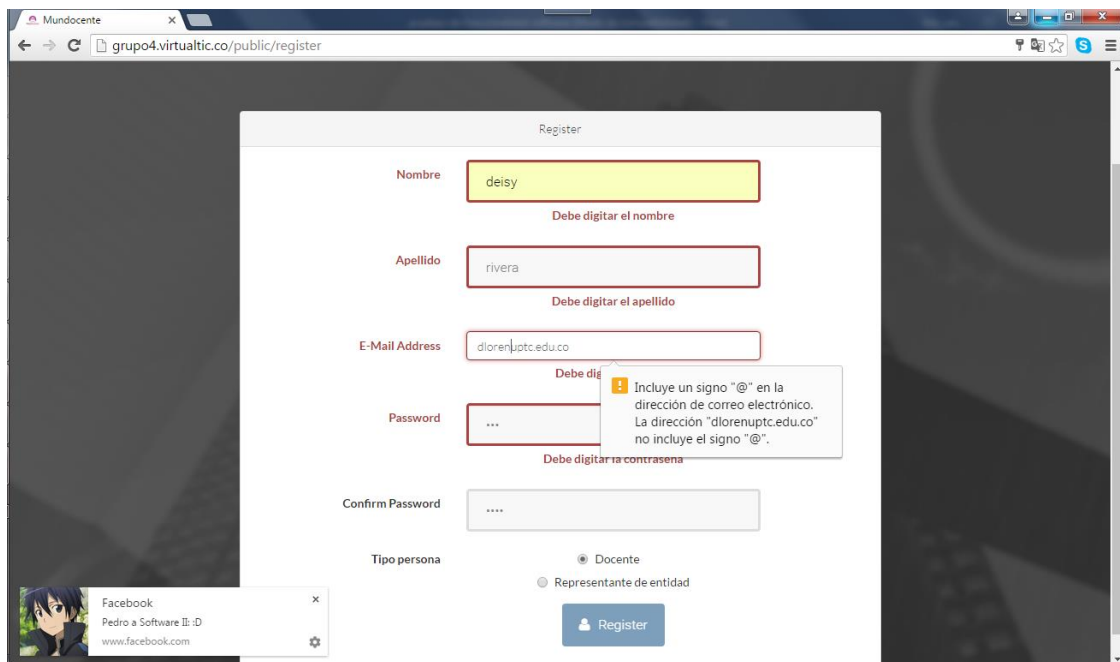 Mundocente
grupo4.virtualtic.co/public/register
Register
Nombre
deisy
Debe digitar el nombre
Apellido
rivera
Debe digitar el apellido
E-Mail Address
dlorenuptc.edu.co
Debe dig
Incluye un signo "@" en la
dirección de correo electrónico.
La dirección "dlorenuptc.edu.co"
no incluye el signo "@".
Password
•••
Debe digitar la contraseña
Confirm Password
••••
Tipo persona
Docente
Representante de entidad
Register
Facebook
Pedro a Software II: :D
www.facebook.com